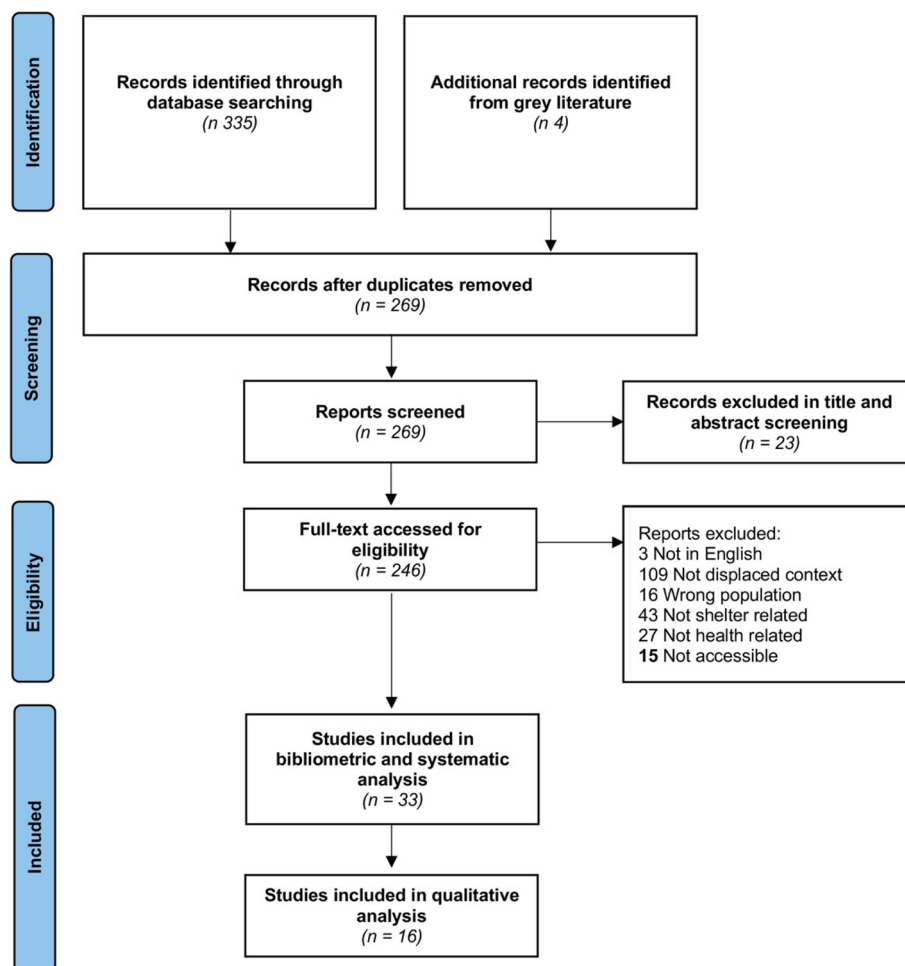 Identification
Records identified through
database searching
(n 335)
Additional records identified
from grey literature
(n 4)
Screening
Records after duplicates removed
(n = 269)
Reports screened
(n = 269)
Records excluded in title and
abstract screening
(n = 23)
Eligibility
Full-text accessed for
eligibility
(n = 246)
Reports excluded:
3 Not in English
109 Not displaced context
16 Wrong population
43 Not shelter related
27 Not health related
15 Not accessible
Included
Studies included in
bibliometric and systematic
analysis
(n = 33)
Studies included in qualitative
analysis
(n = 16)